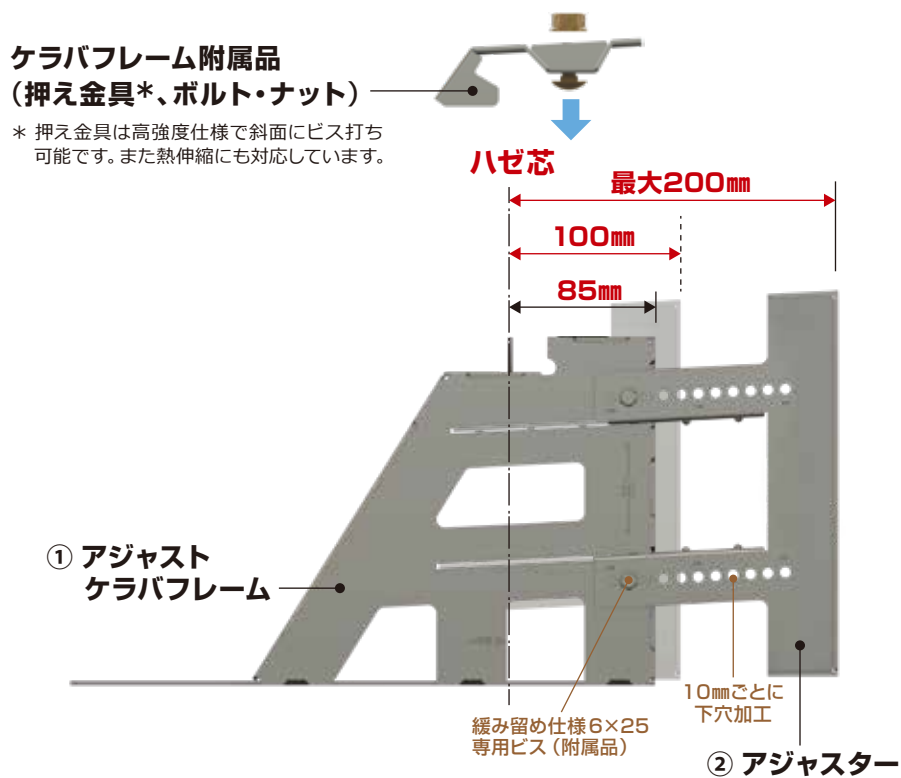 ケラバフレーム附属品
（押え金具*、ボルト・ナット）
* 押え金具は高強度仕様で斜面にビス打ち
可能です。また熱伸縮にも対応しています。
ハゼ芯
最大200㎜
100㎜
85㎜
① アジャスト
ケラバフレーム
緩み留め仕様6×25
専用ビス（附属品）
10㎜ごとに
下穴加工
② アジャスター